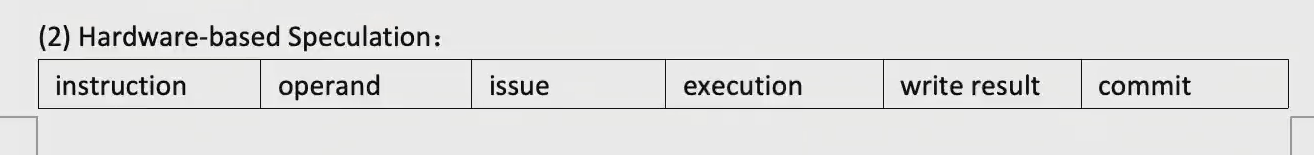 (2) Hardware-based Speculation：
instruction operand issue execution write result commit